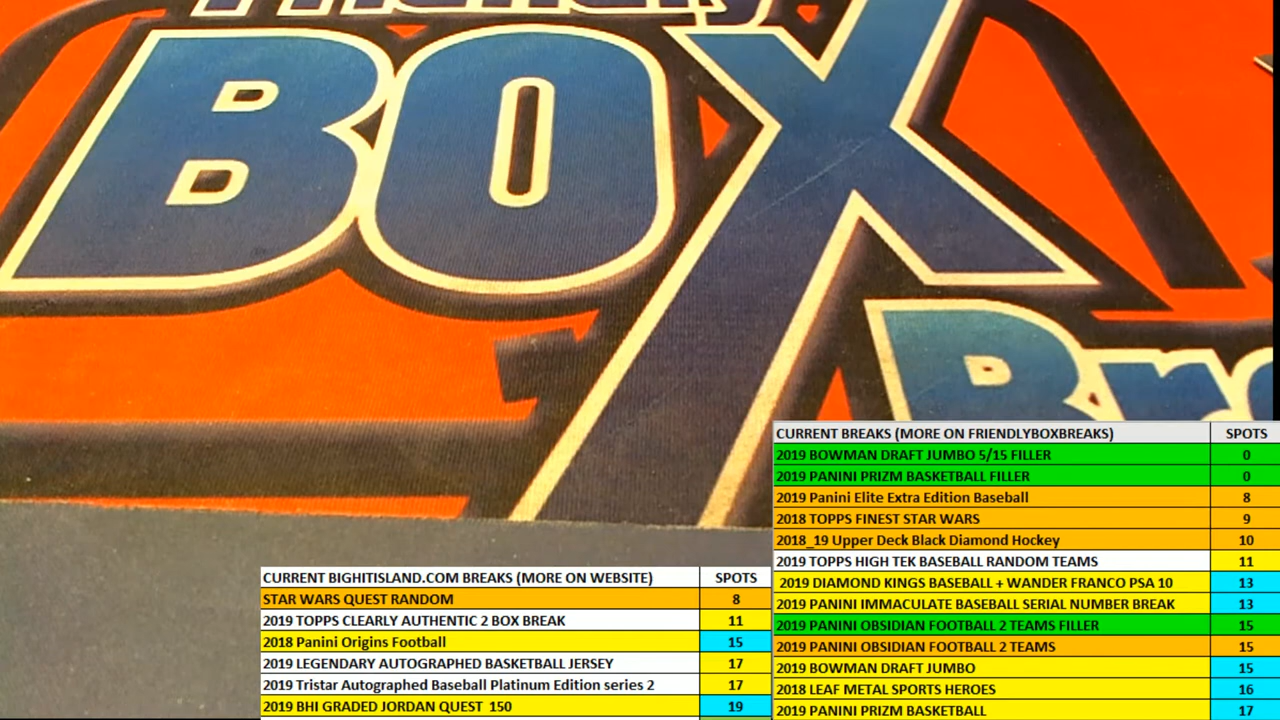 Friendly
BOX
Bre
CURRENT BREAKS (MORE ON FRIENDLYBOXBREAKS) SPOTS
2019 BOWMAN DRAFT JUMBO 5/15 FILLER 0
2019 PANINI PRIZM BASKETBALL FILLER 0
2019 Panini Elite Extra Edition Baseball 8
2018 TOPPS FINEST STAR WARS 9
2018_19 Upper Deck Black Diamond Hockey 10
2019 TOPPS HIGH TEK BASEBALL RANDOM TEAMS 11
2019 DIAMOND KINGS BASEBALL + WANDER FRANCO PSA 10 13
2019 PANINI IMMACULATE BASEBALL SERIAL NUMBER BREAK 13
2019 PANINI OBSIDIAN FOOTBALL 2 TEAMS FILLER 15
2019 PANINI OBSIDIAN FOOTBALL 2 TEAMS 15
2019 BOWMAN DRAFT JUMBO 15
2018 LEAF METAL SPORTS HEROES 16
2019 PANINI PRIZM BASKETBALL 17
CURRENT BIGHITISLAND.COM BREAKS (MORE ON WEBSITE) SPOTS
STAR WARS QUEST RANDOM 8
2019 TOPPS CLEARLY AUTHENTIC 2 BOX BREAK 11
2018 Panini Origins Football 15
2019 LEGENDARY AUTOGRAPHED BASKETBALL JERSEY 17
2019 Tristar Autographed Baseball Platinum Edition series 2 17
2019 BHI GRADED JORDAN QUEST 150 19